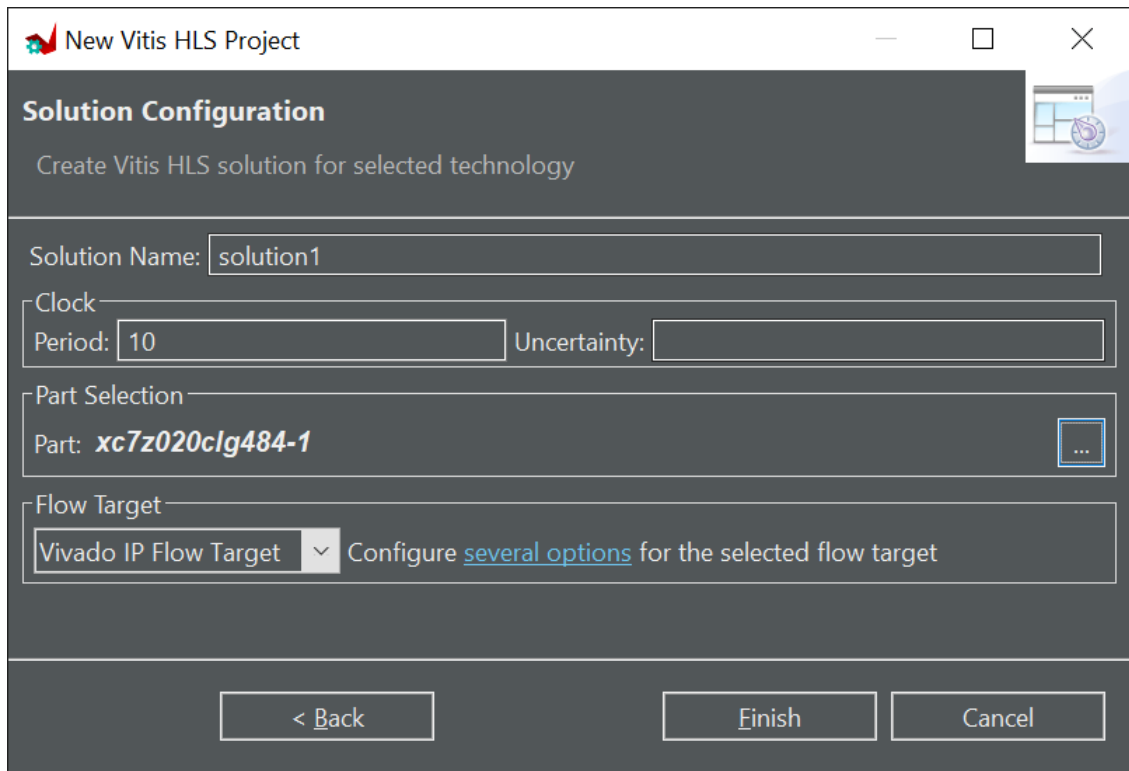 New Vitis HLS Project
Solution Configuration
Create Vitis HLS solution for selected technology
Solution Name: solution1
Clock
Period: 10 Uncertainty:
Part Selection
Part: xc7z020clg484-1 ...
Flow Target
Vivado IP Flow Target Configure several options for the selected flow target
< Back Finish Cancel